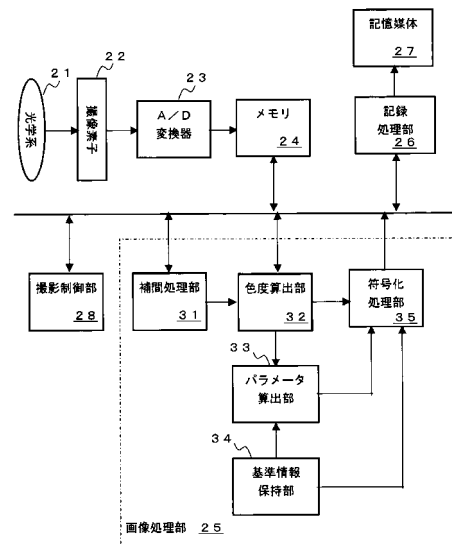 21
光学系
22
撮像素子
23
A/D
変換器
メモリ
24
記憶媒体
27
記録
処理部
26
撮影制御部
28
補間処理部
31
色度算出部
32
符号化
処理部
35
33
パラメータ
算出部
34
基準情報
保持部
画像処理部 25